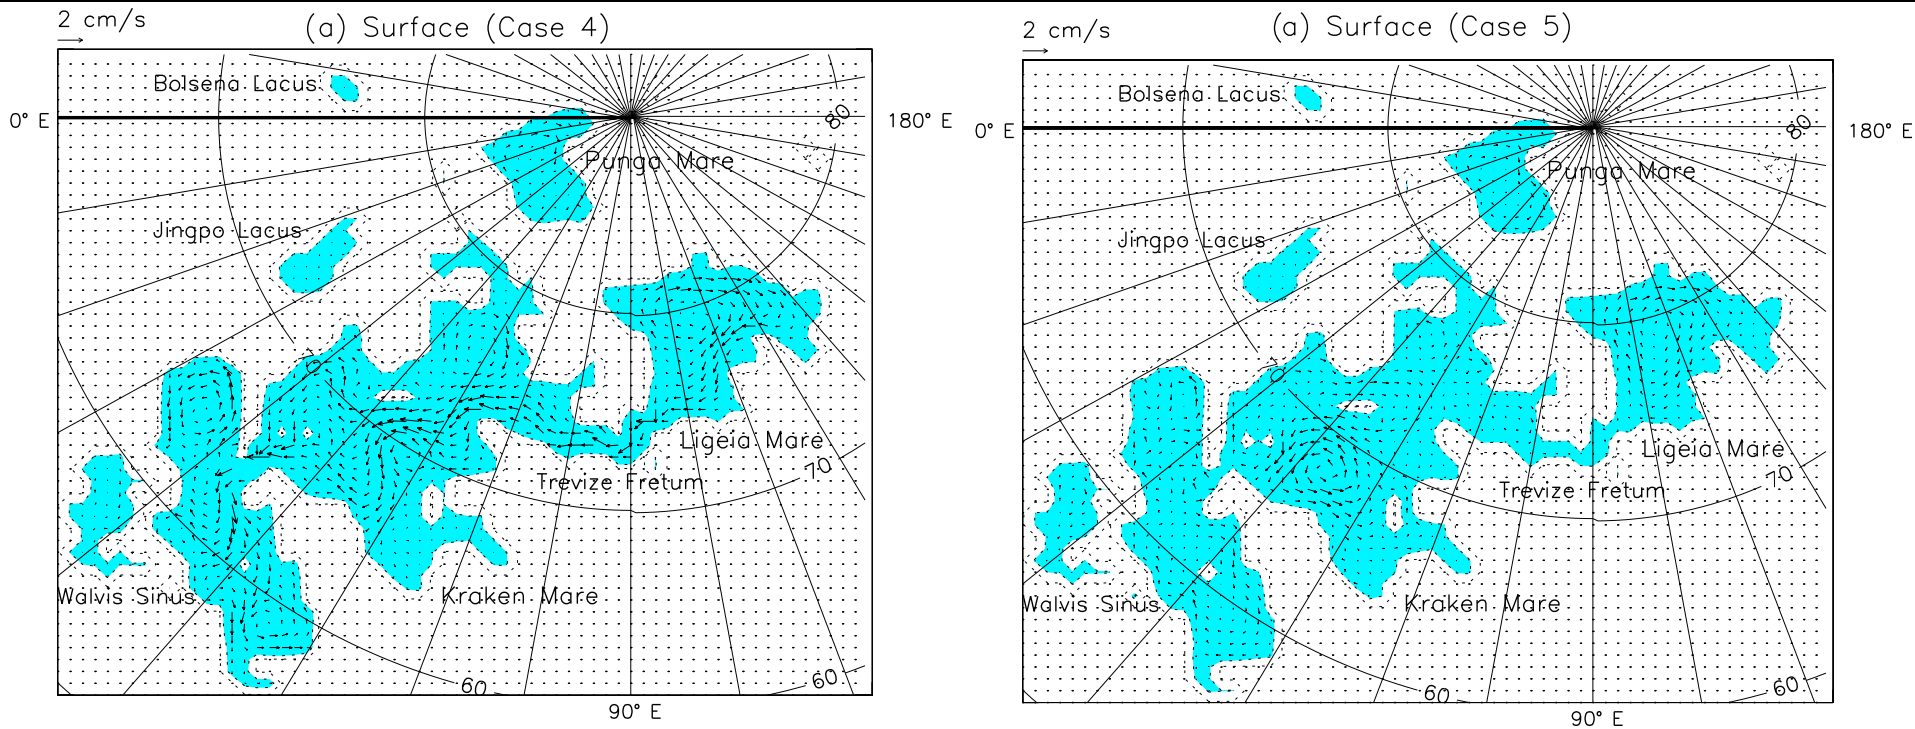 2 cm/s
(a) Surface (Case 4)
Bolsena Lacus
0° E
180° E
80
Punga Mare
Jingpo Lacus
Ligeia Mare
70
Trevize Fretum
Walvis Sinus
Kraken Mare
60
60
90° E
2 cm/s
(a) Surface (Case 5)
Bolsena Lacus
0° E
180° E
80
Punga Mare
Jingpo Lacus
Ligeia Mare
70
Trevize Fretum
Walvis Sinus
Kraken Mare
60
60
90° E